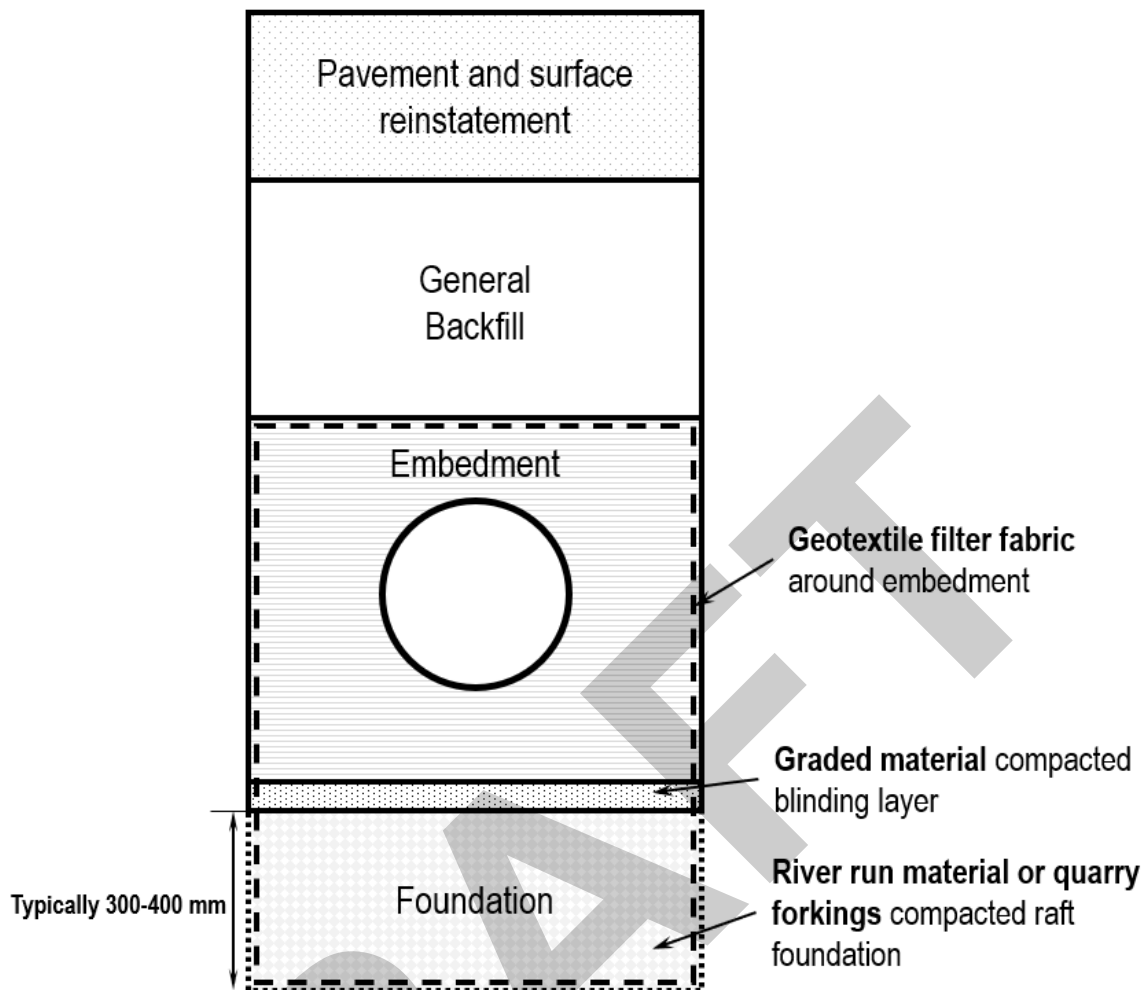 Pavement and surface
reinstatement
General
Backfill
Embedment
Geotextile filter fabric
around embedment
Graded material compacted
blinding layer
River run material or quarry
forkings compacted raft
foundation
Foundation
Typically 300-400 mm
RAFT